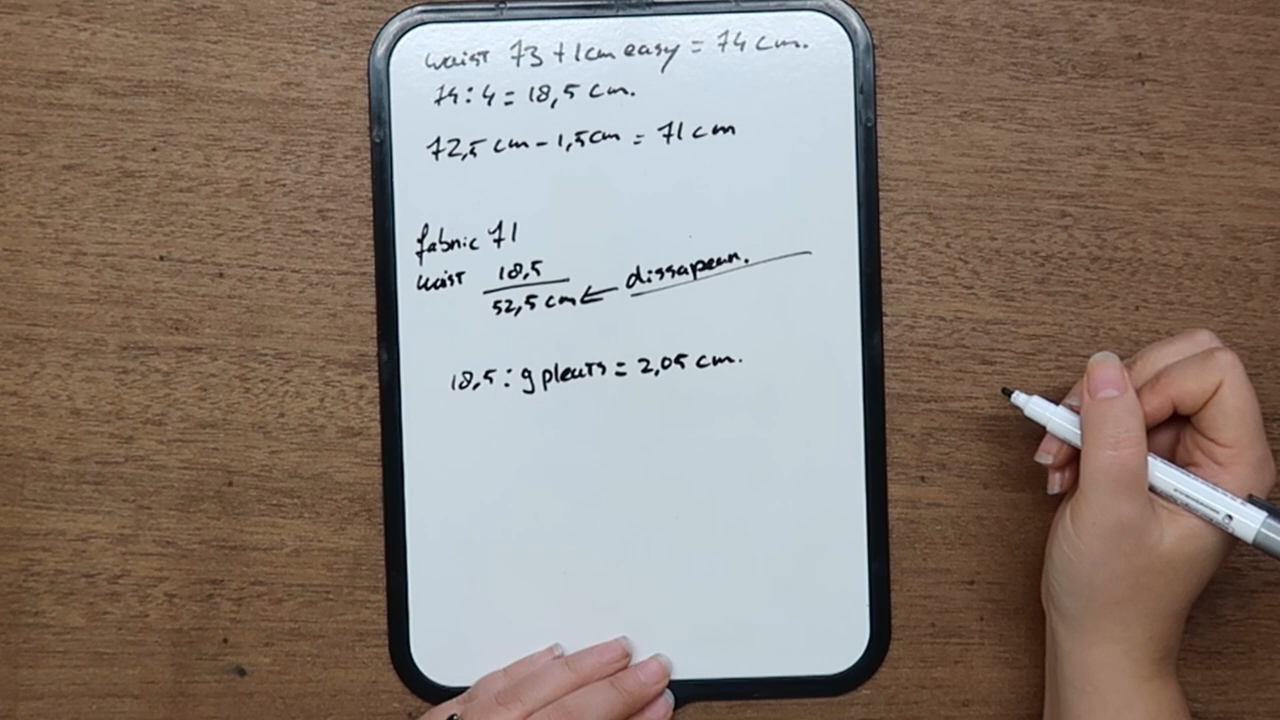 waist 73 + 1cm easy = 74 cm.
74 : 4 = 18,5 cm.
72,5 cm - 1,5cm = 71 cm
fabric 71
waist 18,5
52,5 cm ← dissapear.
18,5 : 9 pleats = 2,05 cm.